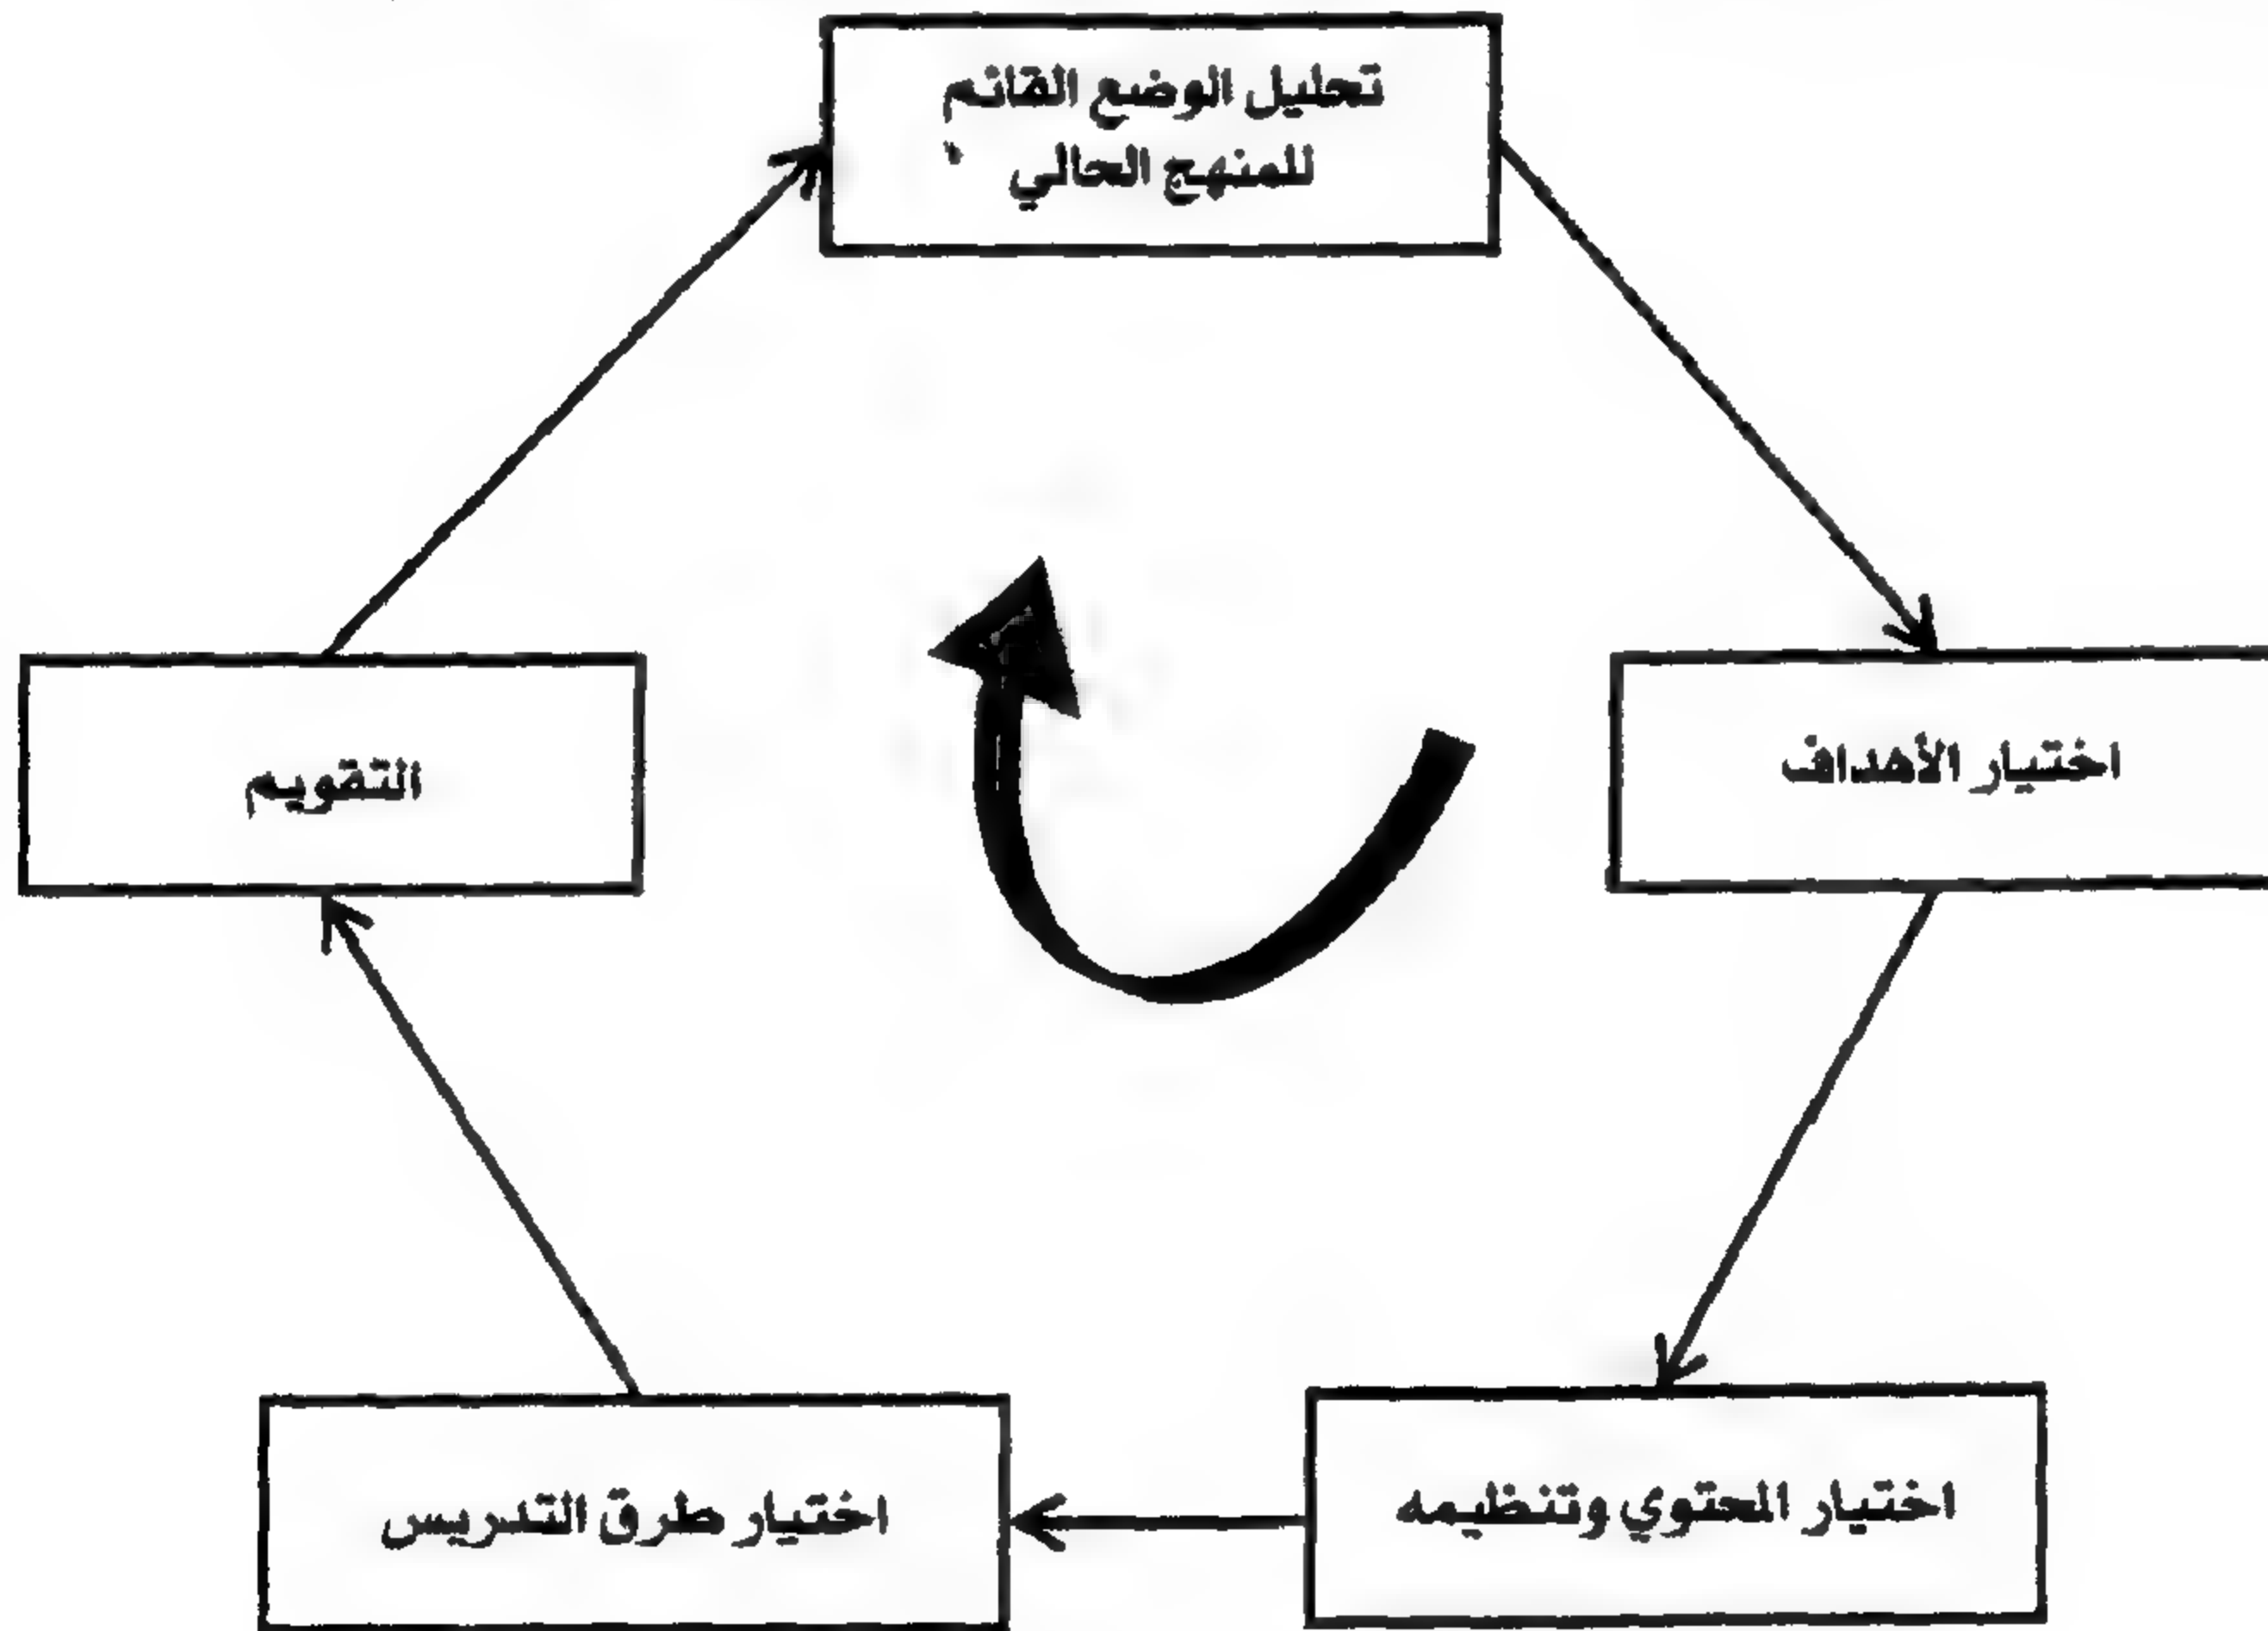 تحليل الوضع القائم
للمنهج الحالي
اختيار الأهداف
التقويم
اختيار المحتوي وتنظيمه
اختيار طرق التدريس